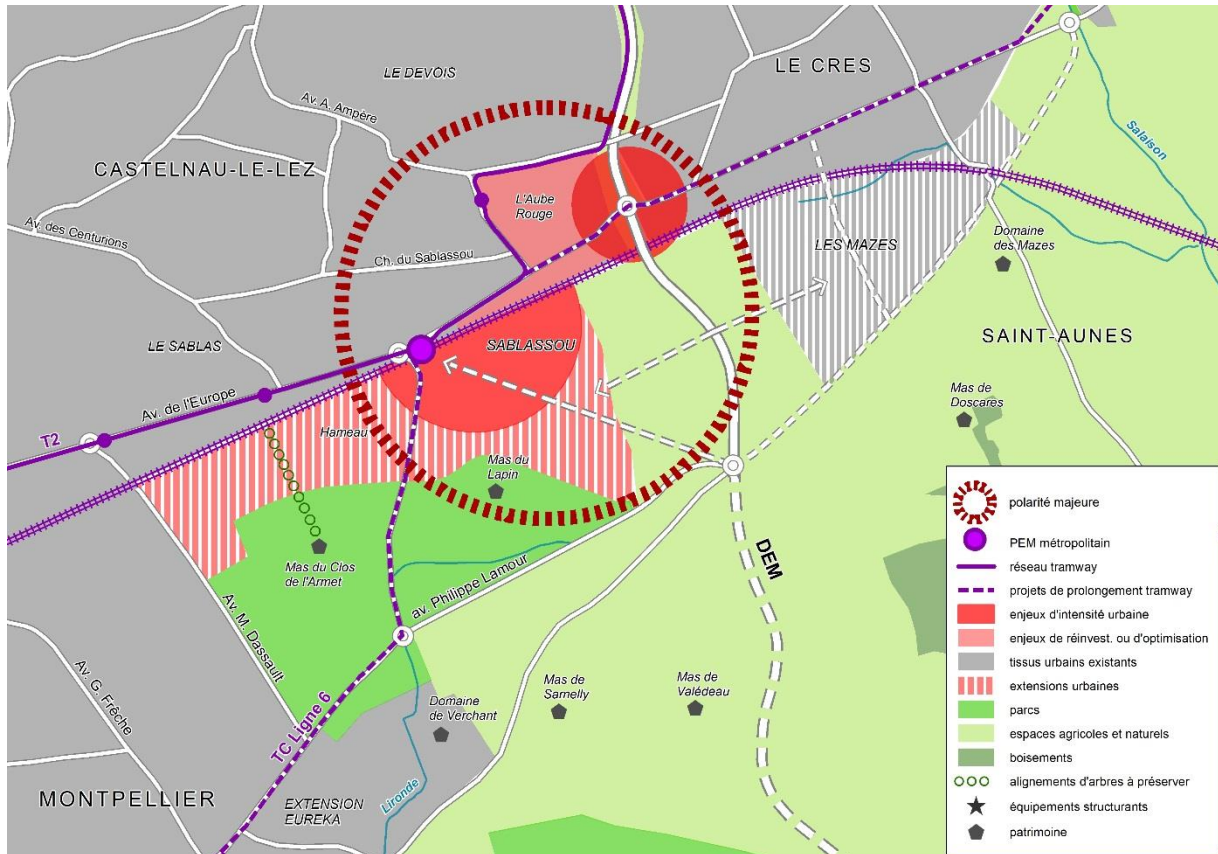 LE DEVOIS
LE CRES
Av. A. Ampère
Salaison
CASTELNAU-LE-LEZ
L'Aube
Rouge
Av. des Centurions
Ch. du Sablassou
LES MAZES
Domaine
des Mazes
LE SABLAS
SABLASSOU
SAINT-AUNES
Av. de l'Europe
T2
Mas de
Doscares
Hameau
Mas du
Lapin
Mas du Clos
de l'Armet
DEM
av. Philippe Lamour
Av. M. Dassault
Av. G. Frêche
Mas de
Sarnelly
Mas de
Valédeau
TC Ligne 6
Domaine
de Verchant
MONTPELLIER
EXTENSION
EUREKA
Lironde
polarité majeure
PEM métropolitain
réseau tramway
projets de prolongement tramway
enjeux d'intensité urbaine
enjeux de réinvest. ou d'optimisation
tissus urbains existants
extensions urbaines
parcs
espaces agricoles et naturels
boisements
alignements d'arbres à préserver
équipements structurants
patrimoine